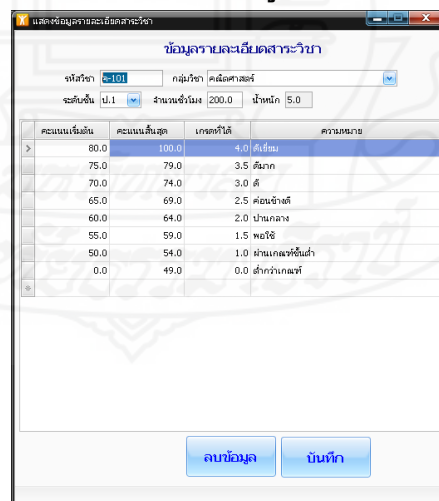 แสดงข้อมูลรายละเอียดสาระวิชา
ข้อมูลรายละเอียดสาระวิชา
รหัสวิชา ค-101 กลุ่มวิชา คณิตศาสตร์
ระดับชั้น ป.1 จำนวนชั่วโมง 200.0 น้ำหนัก 5.0
คะแนนเริ่มต้น คะแนนสิ้นสุด เกรดที่ได้ ความหมาย
80.0 100.0 4.0 ดีเยี่ยม
75.0 79.0 3.5 ดีมาก
70.0 74.0 3.0 ดี
65.0 69.0 2.5 ค่อนข้างดี
60.0 64.0 2.0 ปานกลาง
55.0 59.0 1.5 พอใช้
50.0 54.0 1.0 ผ่านเกณฑ์ขั้นต่ำ
0.0 49.0 0.0 ต่ำกว่าเกณฑ์
ลบข้อมูล บันทึก